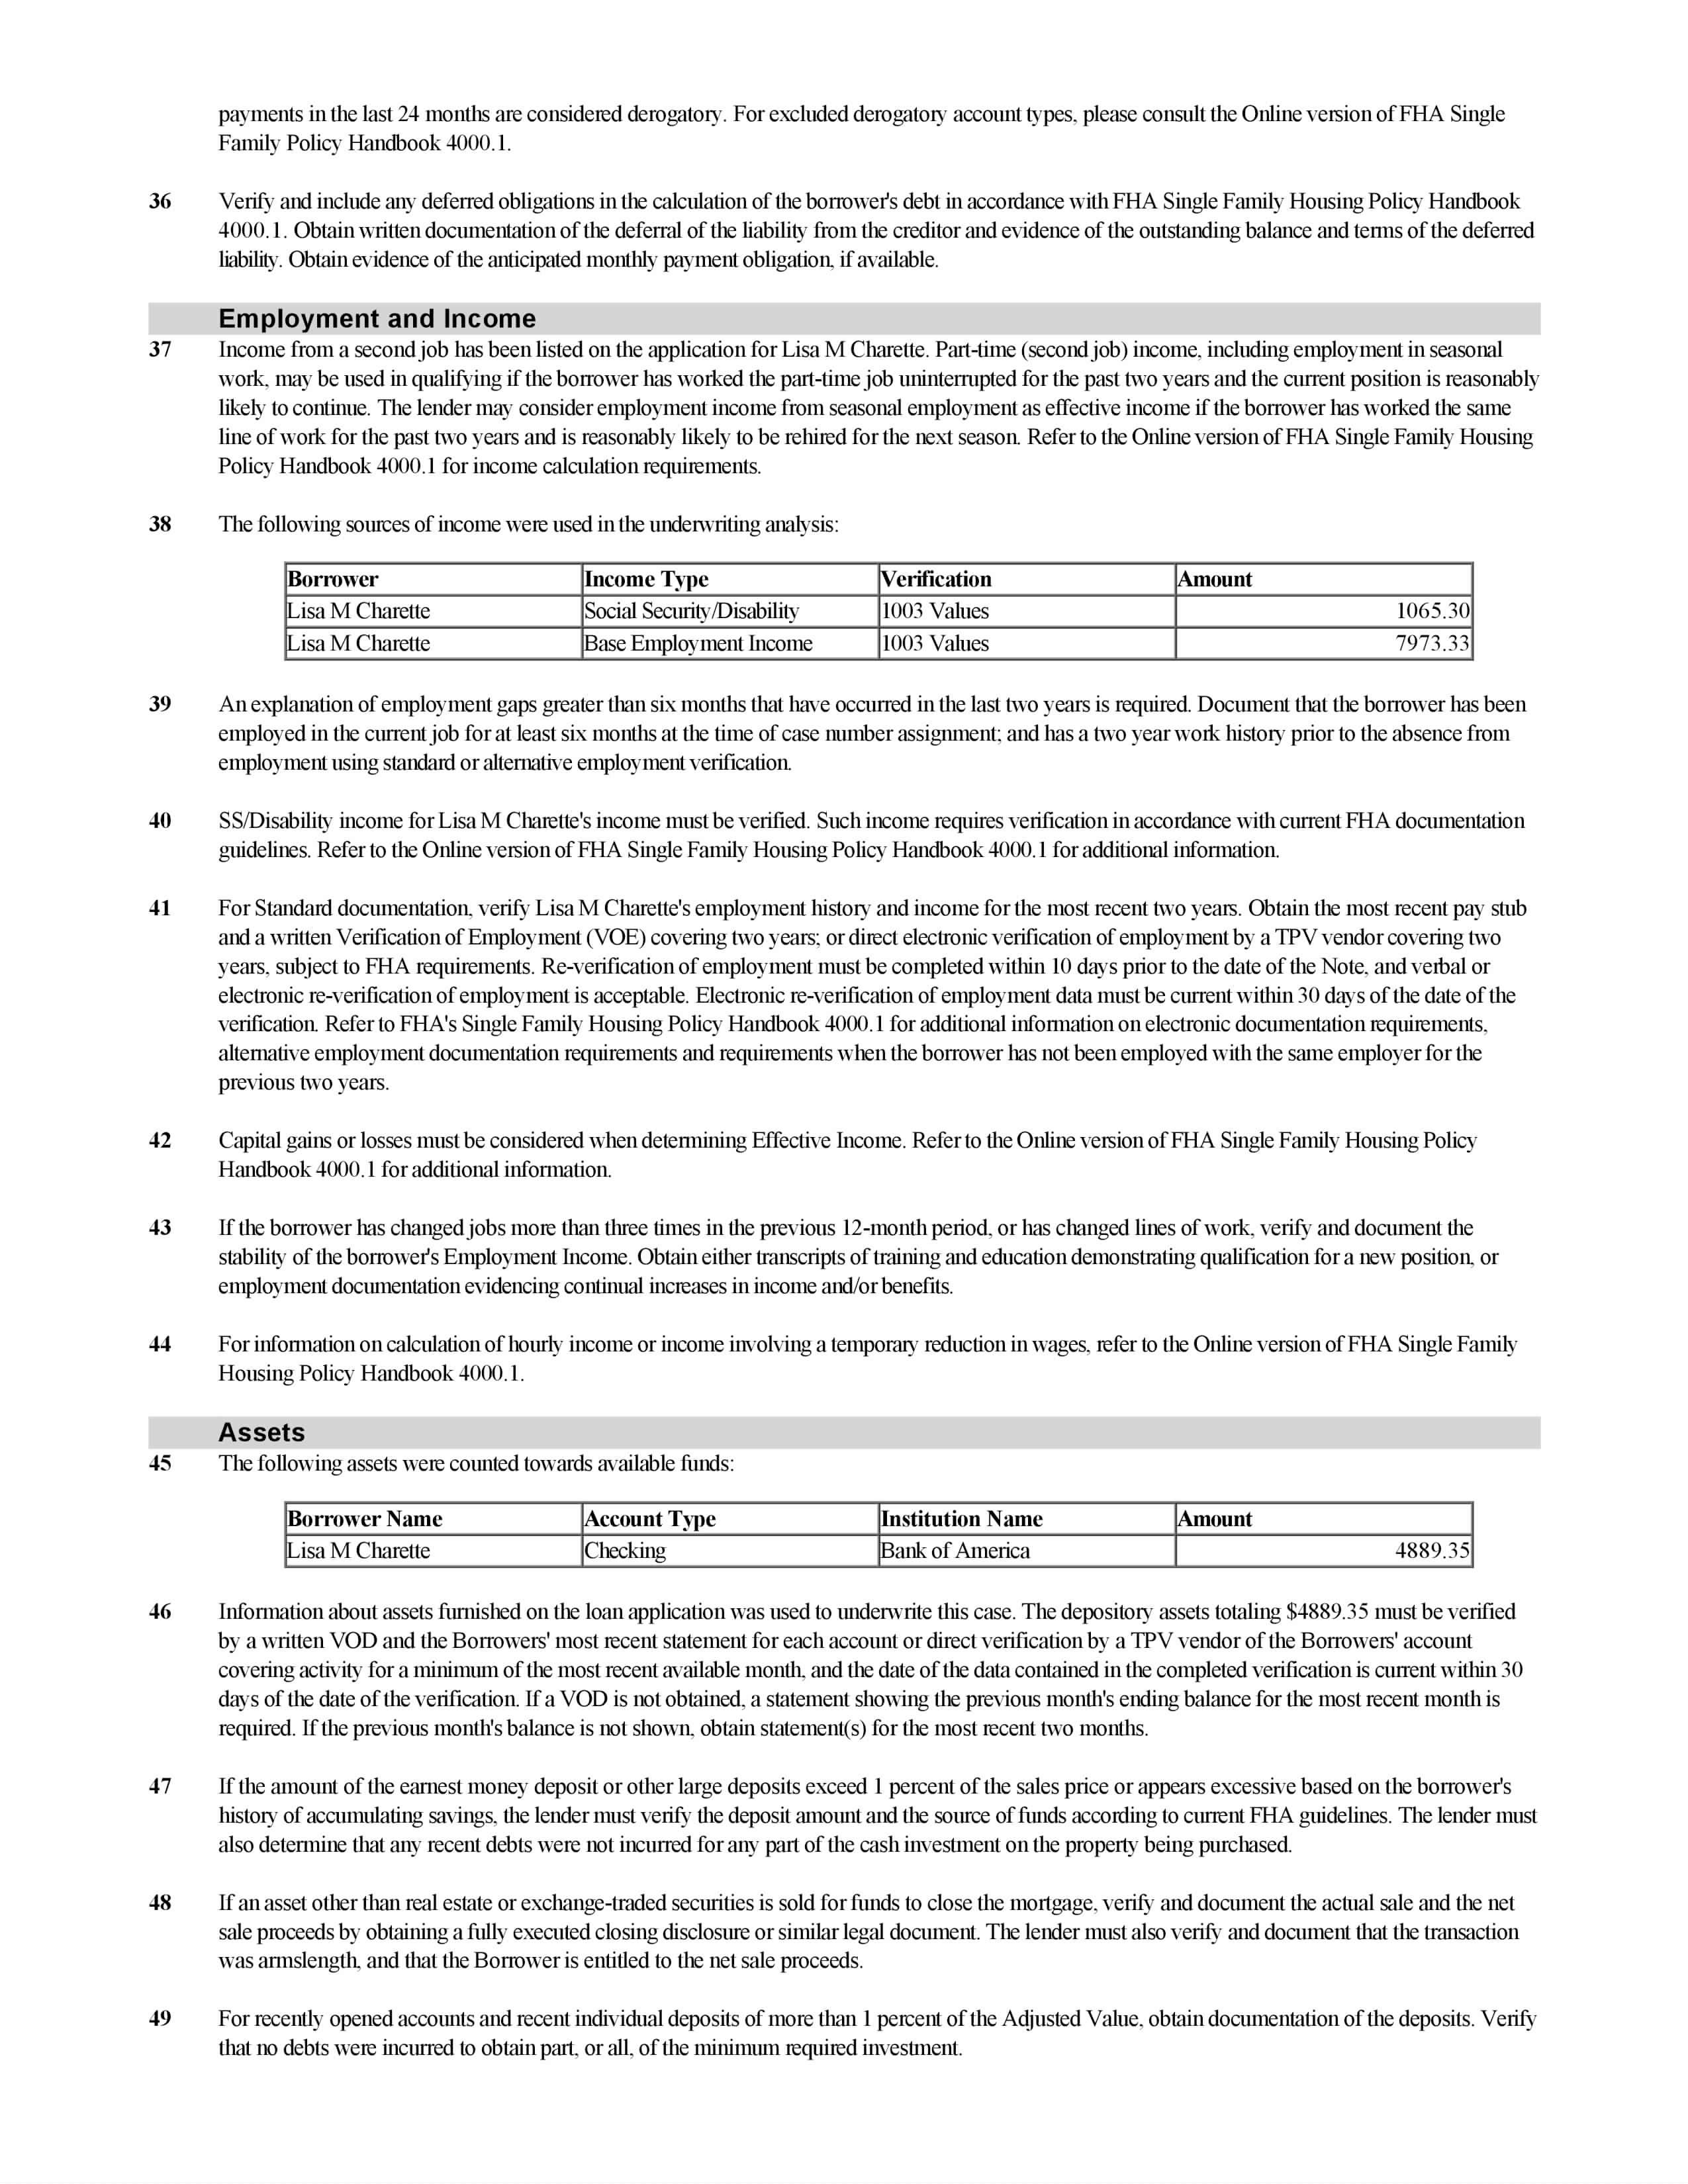 payments in the last 24 months are considered derogatory. For excluded derogatory account types, please consult the Online version of FHA Single
Family Policy Handbook 4000.1.
36 Verify and include any deferred obligations in the calculation of the borrower's debt in accordance with FHA Single Family Housing Policy Handbook
4000.1. Obtain written documentation of the deferral of the liability from the creditor and evidence of the outstanding balance and terms of the deferred
liability. Obtain evidence of the anticipated monthly payment obligation, if available.
Employment and Income
37 Income from a second job has been listed on the application for Lisa M Charette. Part-time (second job) income, including employment in seasonal
work, may be used in qualifying if the borrower has worked the part-time job uninterrupted for the past two years and the current position is reasonably
likely to continue. The lender may consider employment income from seasonal employment as effective income if the borrower has worked the same
line of work for the past two years and is reasonably likely to be rehired for the next season. Refer to the Online version of FHA Single Family Housing
Policy Handbook 4000.1 for income calculation requirements.
38 The following sources of income were used in the underwriting analysis:
Borrower Income Type Verification Amount
Lisa M Charette Social Security/Disability 1003 Values 1065.30
Lisa M Charette Base Employment Income 1003 Values 7973.33
39 An explanation of employment gaps greater than six months that have occurred in the last two years is required. Document that the borrower has been
employed in the current job for at least six months at the time of case number assignment; and has a two year work history prior to the absence from
employment using standard or alternative employment verification.
40 SS/Disability income for Lisa M Charette's income must be verified. Such income requires verification in accordance with current FHA documentation
guidelines. Refer to the Online version of FHA Single Family Housing Policy Handbook 4000.1 for additional information.
41 For Standard documentation, verify Lisa M Charette's employment history and income for the most recent two years. Obtain the most recent pay stub
and a written Verification of Employment (VOE) covering two years; or direct electronic verification of employment by a TPV vendor covering two
years, subject to FHA requirements. Re-verification of employment must be completed within 10 days prior to the date of the Note, and verbal or
electronic re-verification of employment is acceptable. Electronic re-verification of employment data must be current within 30 days of the date of the
verification. Refer to FHA's Single Family Housing Policy Handbook 4000.1 for additional information on electronic documentation requirements,
alternative employment documentation requirements and requirements when the borrower has not been employed with the same employer for the
previous two years.
42 Capital gains or losses must be considered when determining Effective Income. Refer to the Online version of FHA Single Family Housing Policy
Handbook 4000.1 for additional information.
43 If the borrower has changed jobs more than three times in the previous 12-month period, or has changed lines of work, verify and document the
stability of the borrower's Employment Income. Obtain either transcripts of training and education demonstrating qualification for a new position, or
employment documentation evidencing continual increases in income and/or benefits.
44 For information on calculation of hourly income or income involving a temporary reduction in wages, refer to the Online version of FHA Single Family
Housing Policy Handbook 4000.1.
Assets
45 The following assets were counted towards available funds:
Borrower Name Account Type Institution Name Amount
Lisa M Charette Checking Bank of America 4889.35
46 Information about assets furnished on the loan application was used to underwrite this case. The depository assets totaling $4889.35 must be verified
by a written VOD and the Borrowers' most recent statement for each account or direct verification by a TPV vendor of the Borrowers' account
covering activity for a minimum of the most recent available month, and the date of the data contained in the completed verification is current within 30
days of the date of the verification. If a VOD is not obtained, a statement showing the previous month's ending balance for the most recent month is
required. If the previous month's balance is not shown, obtain statement(s) for the most recent two months.
47 If the amount of the earnest money deposit or other large deposits exceed 1 percent of the sales price or appears excessive based on the borrower's
history of accumulating savings, the lender must verify the deposit amount and the source of funds according to current FHA guidelines. The lender must
also determine that any recent debts were not incurred for any part of the cash investment on the property being purchased.
48 If an asset other than real estate or exchange-traded securities is sold for funds to close the mortgage, verify and document the actual sale and the net
sale proceeds by obtaining a fully executed closing disclosure or similar legal document. The lender must also verify and document that the transaction
was armslength, and that the Borrower is entitled to the net sale proceeds.
49 For recently opened accounts and recent individual deposits of more than 1 percent of the Adjusted Value, obtain documentation of the deposits. Verify
that no debts were incurred to obtain part, or all, of the minimum required investment.